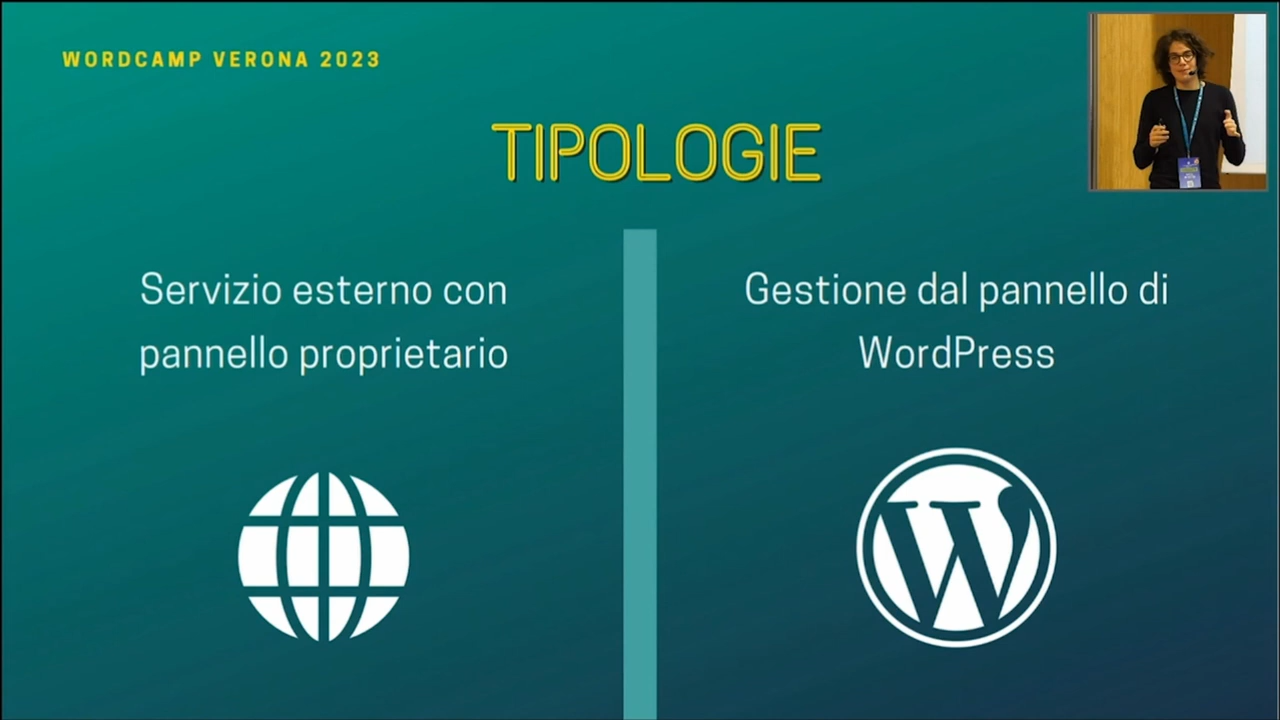 WORDCAMP VERONA 2023
TIPOLOGIE
Servizio esterno con
pannello proprietario
Gestione dal pannello di
WordPress